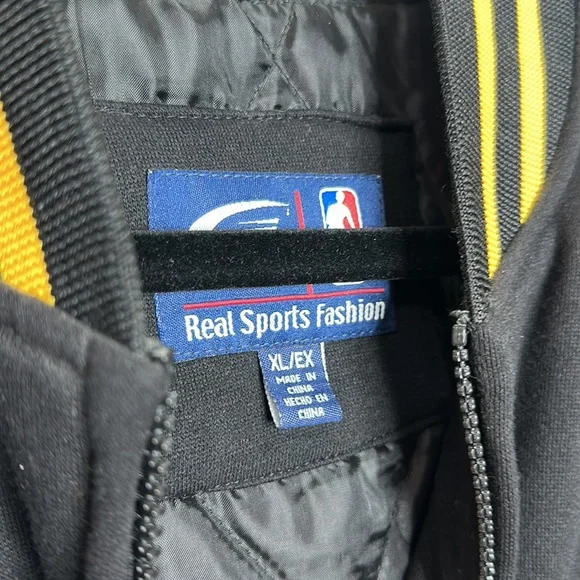 Real Sports Fashion
XL/EX
MADE IN
CHINA
HECHO EN
CHINA